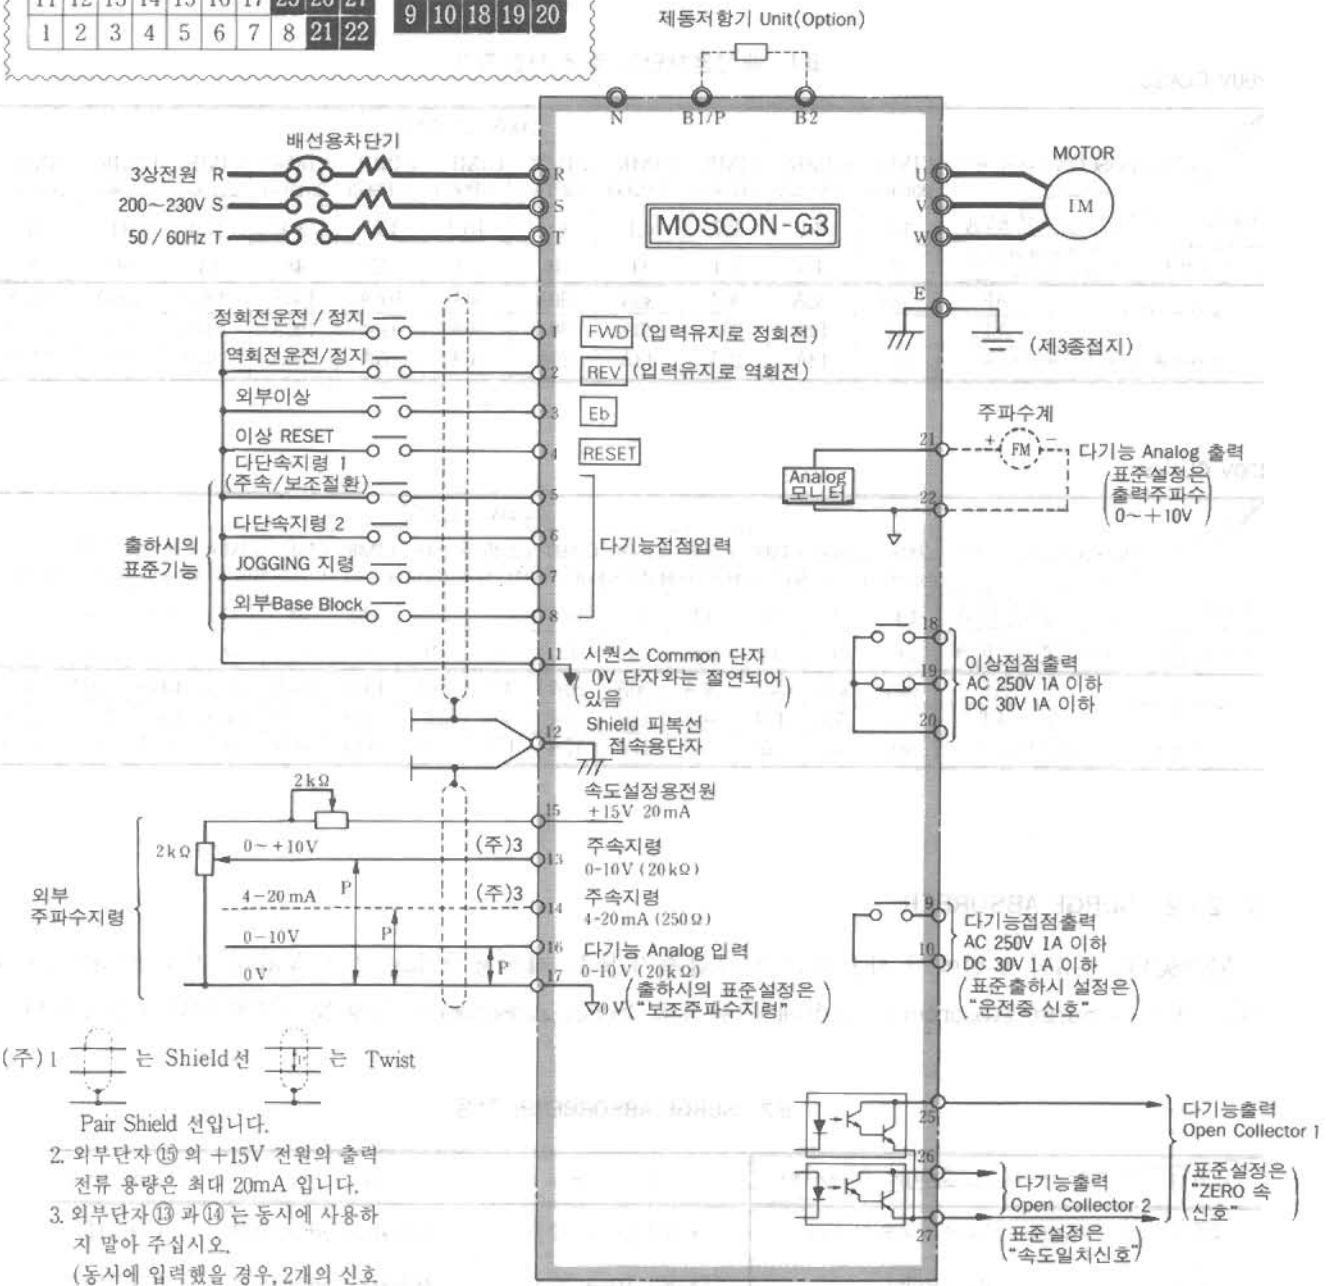 11 12 13 14 15 16 17 25 26 27
1 2 3 4 5 6 7 8 21 22
9 10 18 19 20
제동저항기 Unit(Option)
N B1/P B2
배선용차단기
3상전원 R
200~230V S
50/60Hz T
R
S
T
MOSCON-G3
U
V
W
MOTOR
IM
E
(제3종접지)
정회전운전/정지
1
FWD (입력유지로 정회전)
역회전운전/정지
2
REV (입력유지로 역회전)
외부이상
3
Eb
이상 RESET
4
RESET
다단속지령 1
(주속/보조절환)
5
다단속지령 2
6
JOGGING 지령
7
외부Base Block
8
출하시의
표준기능
다기능접점입력
11
시퀀스 Common 단자
(0V 단자와는 절연되어
있음)
12
Shield 피복선
접속용단자
주파수계
21
+ FM -
Analog
모니터
22
다기능 Analog 출력
(표준설정은
출력주파수
0~+10V)
18
19
20
이상접점출력
AC 250V 1A 이하
DC 30V 1A 이하
2kΩ
15
속도설정용전원
+15V 20mA
2kΩ
0~+10V
(주)3
13
주속지령
0-10V (20kΩ)
P
4-20mA
(주)3
14
주속지령
4-20mA (250Ω)
P
0-10V
16
다기능 Analog 입력
0-10V (20kΩ)
P
0V
17
0V (출하시의 표준설정은
"보조주파수지령")
외부
주파수지령
9
10
다기능접점출력
AC 250V 1A 이하
DC 30V 1A 이하
(표준출하시 설정은
"운전중 신호")
(주)1 는 Shield선 P 는 Twist
Pair Shield 선입니다.
2. 외부단자 ⑮ 의 +15V 전원의 출력
전류 용량은 최대 20mA 입니다.
3. 외부단자 ⑬ 과 ⑭ 는 동시에 사용하
지 말아 주십시오.
(동시에 입력했을 경우, 2개의 신호
25
26
27
다기능출력
Open Collector 1
(표준설정은
"ZERO 속
신호")
다기능출력
Open Collector 2
(표준설정은
"속도일치신호")